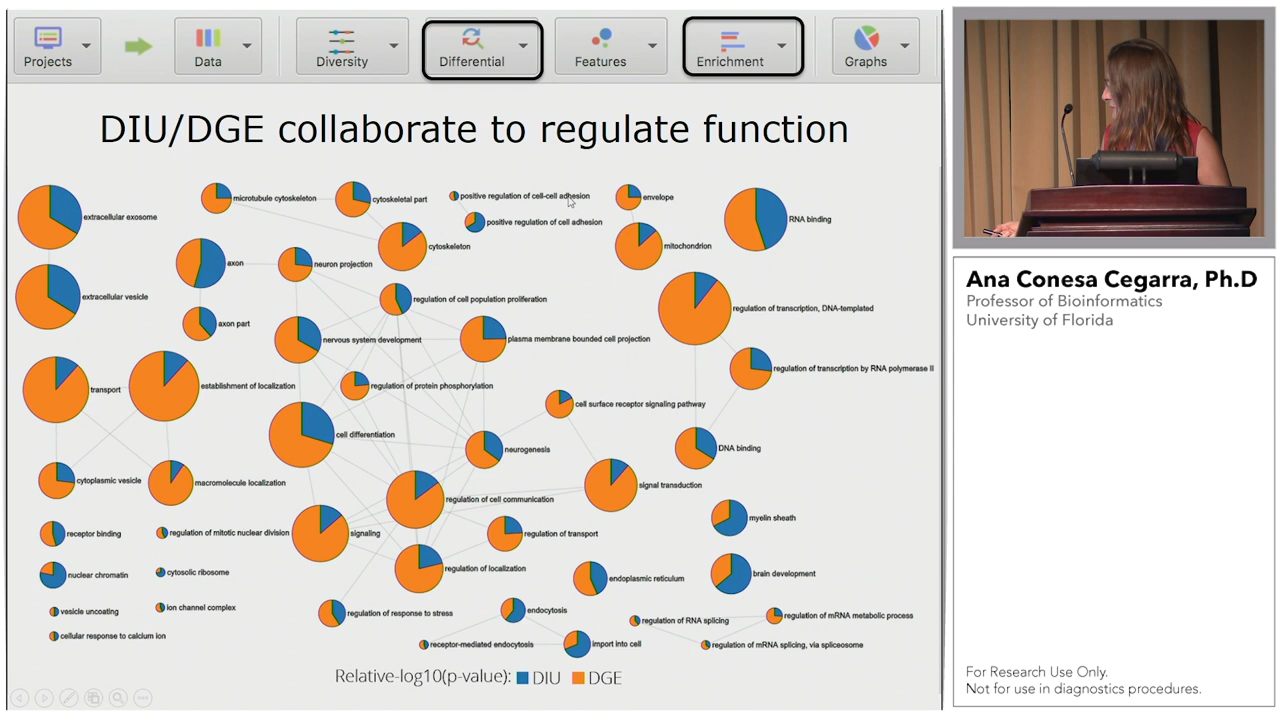 Projects
Data
Diversity
Differential
Features
Enrichment
Graphs
DIU/DGE collaborate to regulate function
extracellular exosome
microtubule cytoskeleton
cytoskeletal part
positive regulation of cell-cell adhesion
positive regulation of cell adhesion
envelope
RNA binding
cytoskeleton
mitochondrion
axon
neuron projection
extracellular vesicle
regulation of cell population proliferation
regulation of transcription, DNA-templated
axon part
nervous system development
plasma membrane bounded cell projection
regulation of transcription by RNA polymerase II
transport
establishment of localization
regulation of protein phosphorylation
cell surface receptor signaling pathway
cell differentiation
neurogenesis
DNA binding
cytoplasmic vesicle
macromolecule localization
signal transduction
regulation of cell communication
myelin sheath
receptor binding
regulation of mitotic nuclear division
signaling
regulation of transport
nuclear chromatin
cytosolic ribosome
regulation of localization
endoplasmic reticulum
brain development
vesicle uncoating
ion channel complex
regulation of response to stress
endocytosis
regulation of RNA splicing
regulation of mRNA metabolic process
cellular response to calcium ion
receptor-mediated endocytosis
import into cell
regulation of mRNA splicing, via spliceosome
Relative-log10(p-value): DIU DGE
Ana Conesa Cegarra, Ph.D
Professor of Bioinformatics
University of Florida
For Research Use Only.
Not for use in diagnostics procedures.